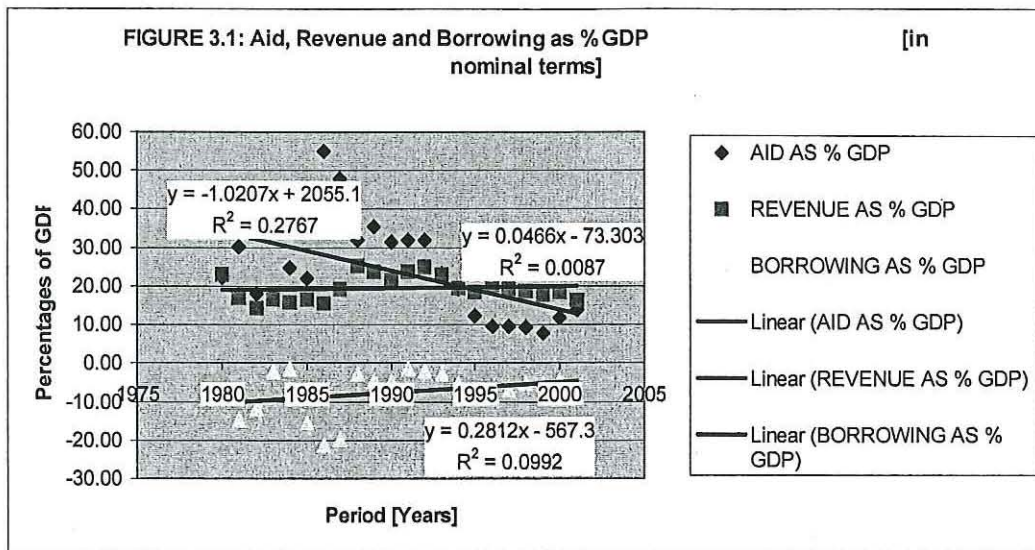 FIGURE 3.1: Aid, Revenue and Borrowing as % GDP [in
nominal terms]
60.00
50.00
40.00
30.00
20.00
10.00
0.00
-10.00
-20.00
-30.00
Percentages of GDP
y = -1.0207x + 2055.1
R² = 0.2767
y = 0.0466x - 73.303
R² = 0.0087
1975 1980 1985 1990 1995 2000 2005
y = 0.2812x - 567.3
R² = 0.0992
Period [Years]
AID AS % GDP
REVENUE AS % GDP
BORROWING AS % GDP
Linear (AID AS % GDP)
Linear (REVENUE AS % GDP)
Linear (BORROWING AS %
GDP)